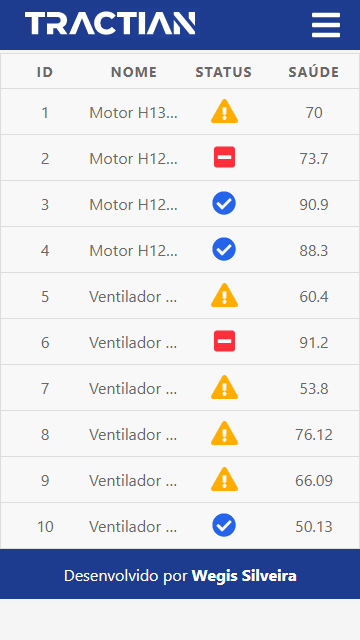 TRACTIAN
ID NOME STATUS SAÚDE
1 Motor H13... 70
2 Motor H12... 73.7
3 Motor H12... 90.9
4 Motor H12... 88.3
5 Ventilador ... 60.4
6 Ventilador ... 91.2
7 Ventilador ... 53.8
8 Ventilador ... 76.12
9 Ventilador ... 66.09
10 Ventilador ... 50.13
Desenvolvido por Wegis Silveira